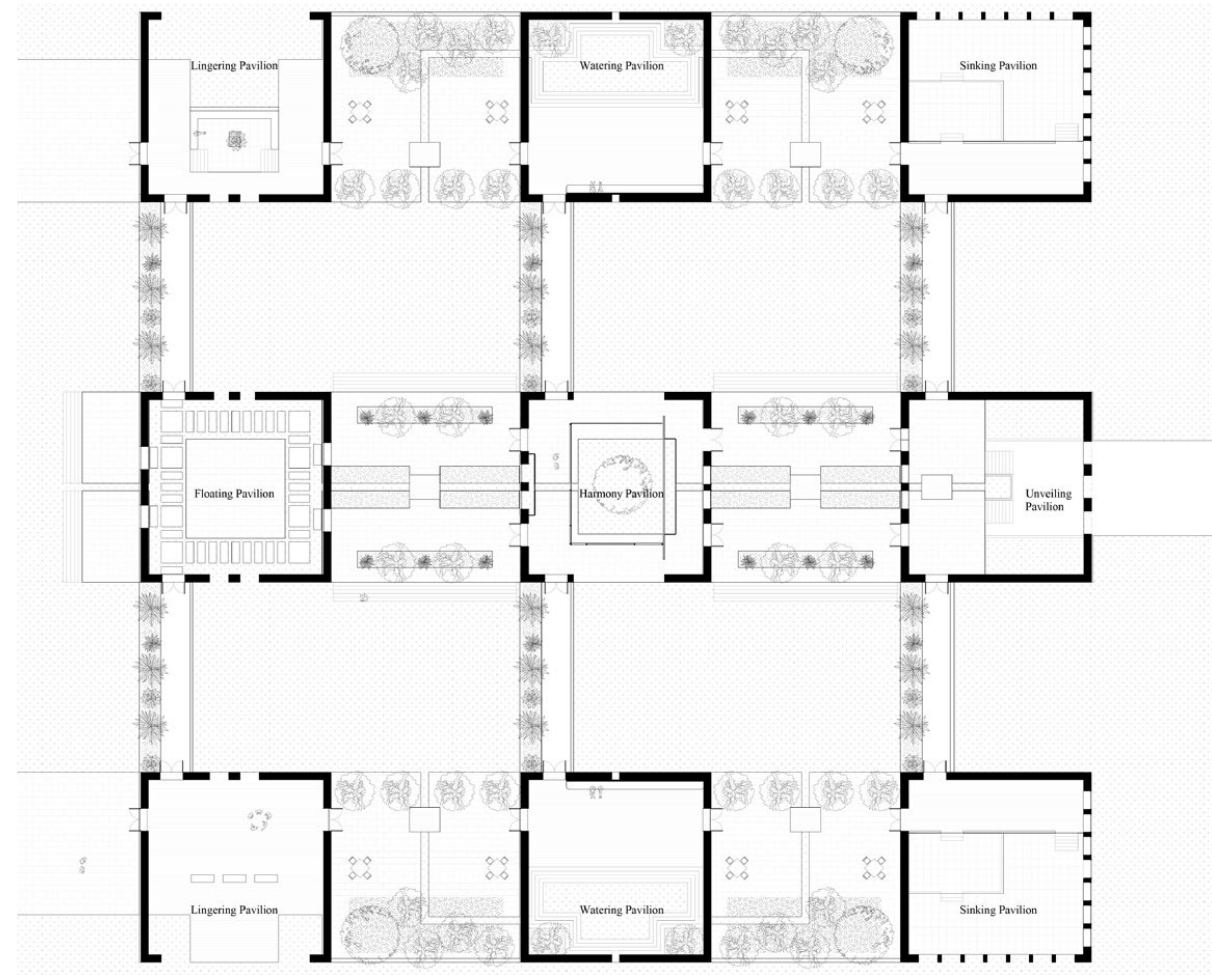 Lingering Pavilion
Watering Pavilion
Sinking Pavilion
Floating Pavilion
Harmony Pavilion
Unveiling
Pavilion
Lingering Pavilion
Watering Pavilion
Sinking Pavilion